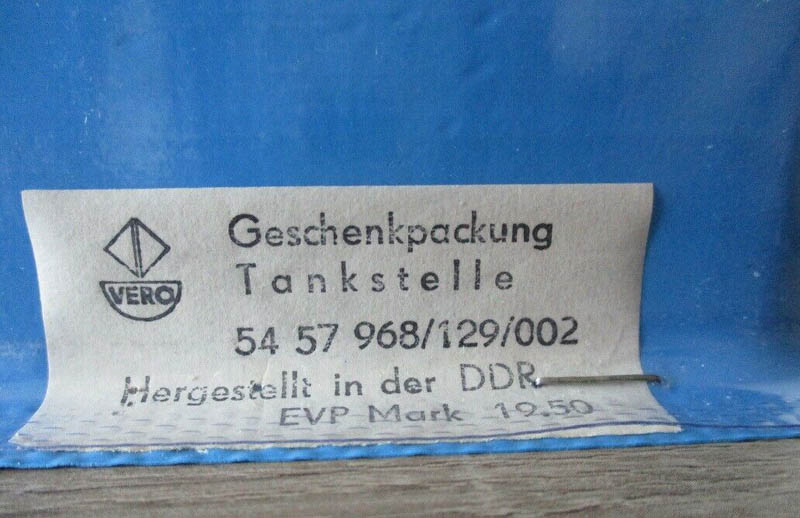 VERO
Geschenkpackung
Tankstelle
54 57 968/129/002
Hergestellt in der DDR
EVP Mark 19.50